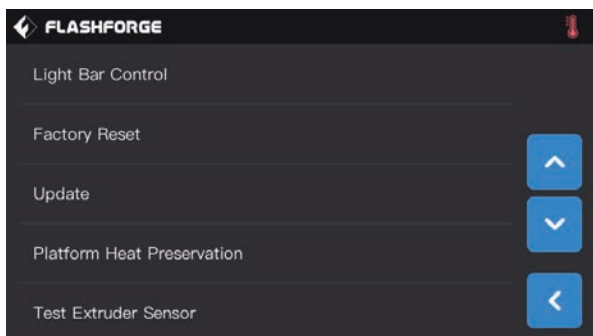 FLASHFORGE
Light Bar Control
Factory Reset
Update
Platform Heat Preservation
Test Extruder Sensor